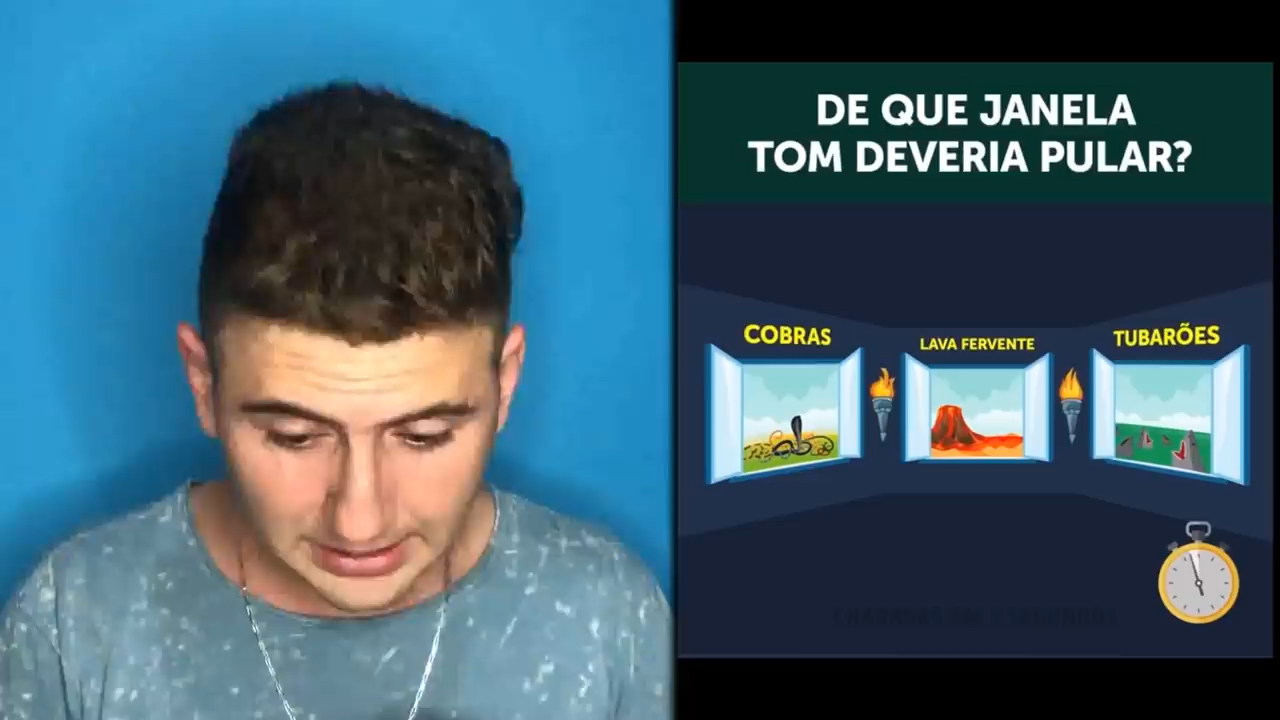 DE QUE JANELA
TOM DEVERIA PULAR?
COBRAS
LAVA FERVENTE
TUBARÕES